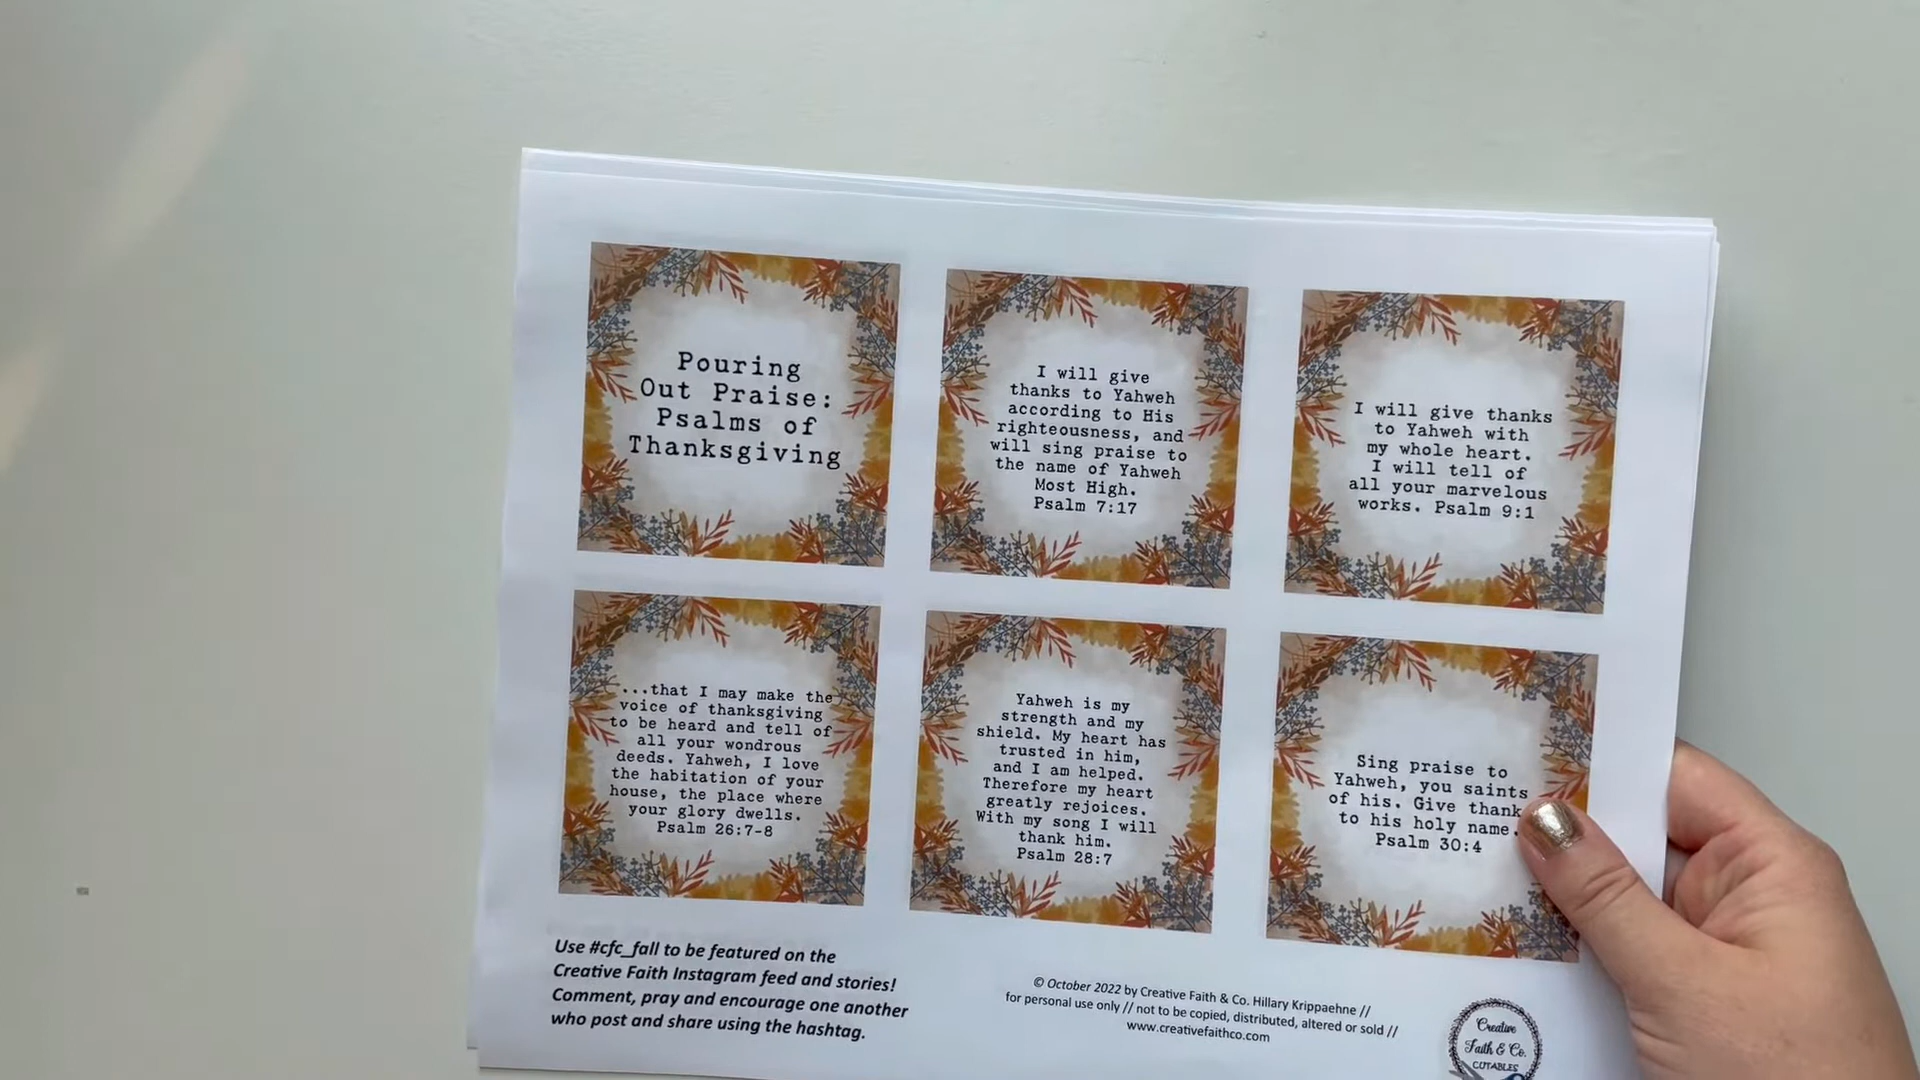 Pouring
Out Praise:
Psalms of
Thanksgiving
I will give
thanks to Yahweh
according to His
righteousness, and
will sing praise to
the name of Yahweh
Most High.
Psalm 7:17
I will give thanks
to Yahweh with
my whole heart.
I will tell of
all your marvelous
works. Psalm 9:1
...that I may make the
voice of thanksgiving
to be heard and tell of
all your wondrous
deeds. Yahweh, I love
the habitation of your
house, the place where
your glory dwells.
Psalm 26:7-8
Yahweh is my
strength and my
shield. My heart has
trusted in him,
and I am helped.
Therefore my heart
greatly rejoices.
With my song I will
thank him.
Psalm 28:7
Sing praise to
Yahweh, you saints
of his. Give thank
to his holy name.
Psalm 30:4
Use #cfc_fall to be featured on the
Creative Faith Instagram feed and stories!
Comment, pray and encourage one another
who post and share using the hashtag.
© October 2022 by Creative Faith & Co. Hillary Krippaehne //
for personal use only // not to be copied, distributed, altered or sold //
www.creativefaithco.com
Creative
Faith & Co.
CUTABLES